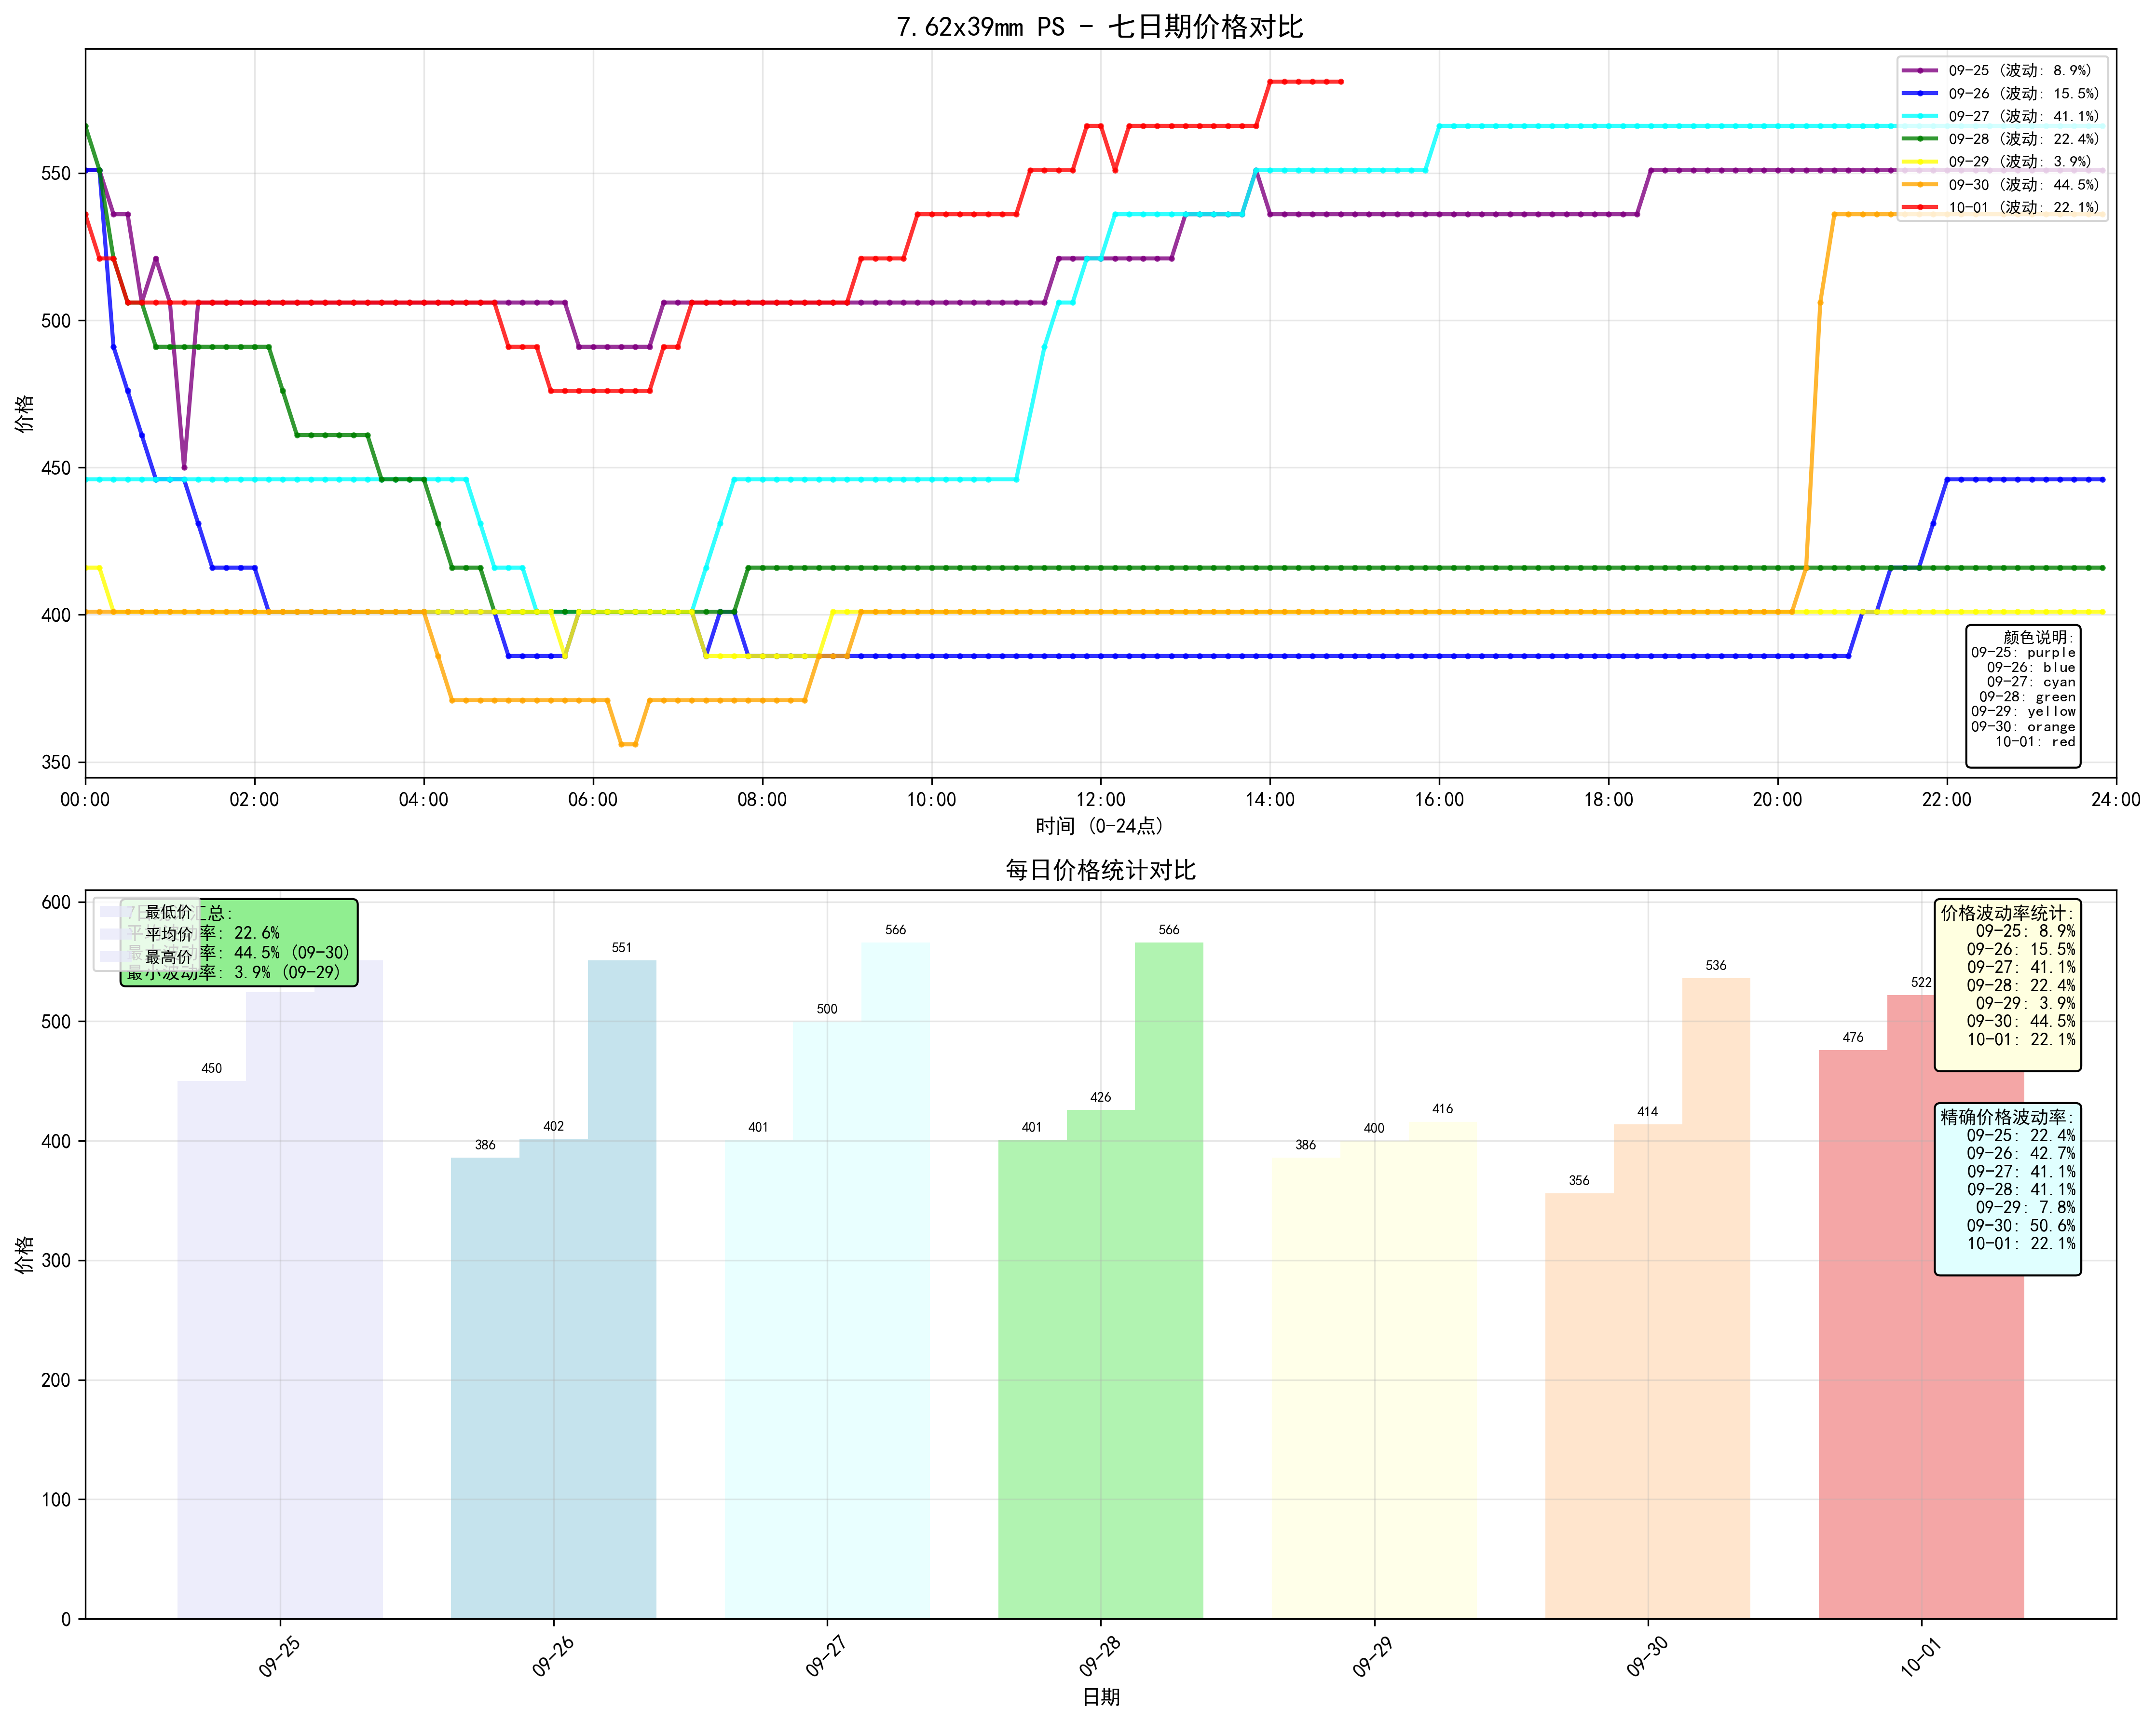 7.62x39mm PS - 七日期价格对比
价格
550
500
450
400
350
09-25 (波动: 8.9%)
09-26 (波动: 15.5%)
09-27 (波动: 41.1%)
09-28 (波动: 22.4%)
09-29 (波动: 3.9%)
09-30 (波动: 44.5%)
10-01 (波动: 22.1%)
颜色说明:
09-25: purple
09-26: blue
09-27: cyan
09-28: green
09-29: yellow
09-30: orange
10-01: red
00:00 02:00 04:00 06:00 08:00 10:00 12:00 14:00 16:00 18:00 20:00 22:00 24:00
时间 (0-24点)
每日价格统计对比
价格
600
500
400
300
200
100
0
最低价
平均价
最高价
汇总:
率: 22.6%
率: 44.5% (09-30)
最小波动率: 3.9% (09-29)
450
386 402 551
401 500 566
401 426 566
386 400 416
356 414 536
476 522
价格波动率统计:
09-25: 8.9%
09-26: 15.5%
09-27: 41.1%
09-28: 22.4%
09-29: 3.9%
09-30: 44.5%
10-01: 22.1%
精确价格波动率:
09-25: 22.4%
09-26: 42.7%
09-27: 41.1%
09-28: 41.1%
09-29: 7.8%
09-30: 50.6%
10-01: 22.1%
09-25 09-26 09-27 09-28 09-29 09-30 10-01
日期